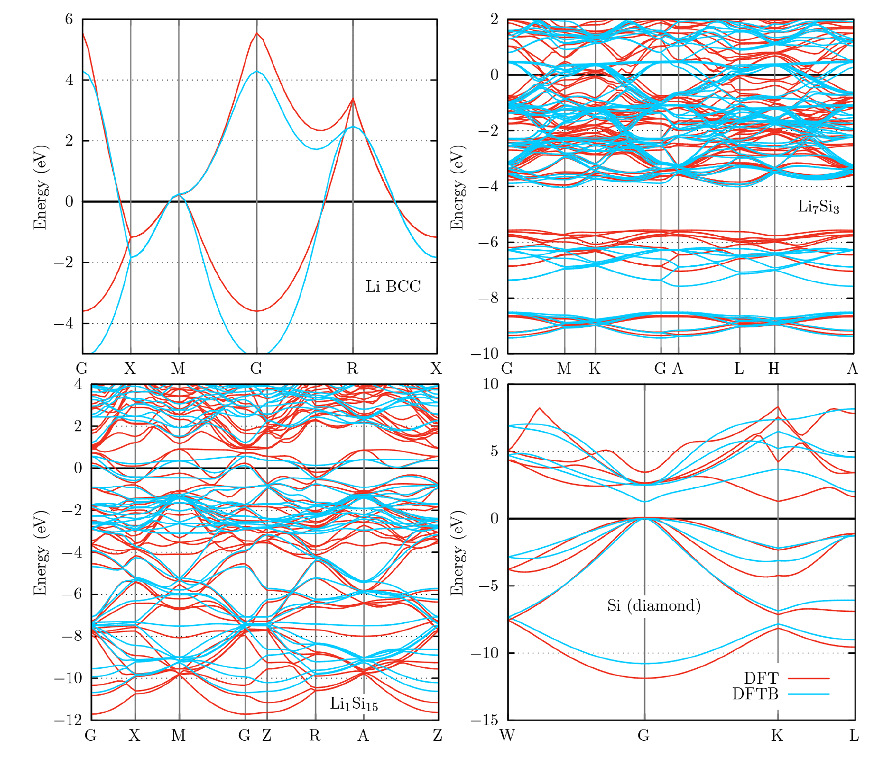 6
4
2
0
−2
−4
Energy (eV)
Li BCC
G X M G R X
2
0
−2
−4
−6
−8
−10
Energy (eV)
Li7Si3
G M K G A L H A
4
2
0
−2
−4
−6
−8
−10
−12
Energy (eV)
Li1Si15
G X M G Z R A Z
10
5
0
−5
−10
−15
Energy (eV)
Si (diamond)
DFT
DFTB
W G K L